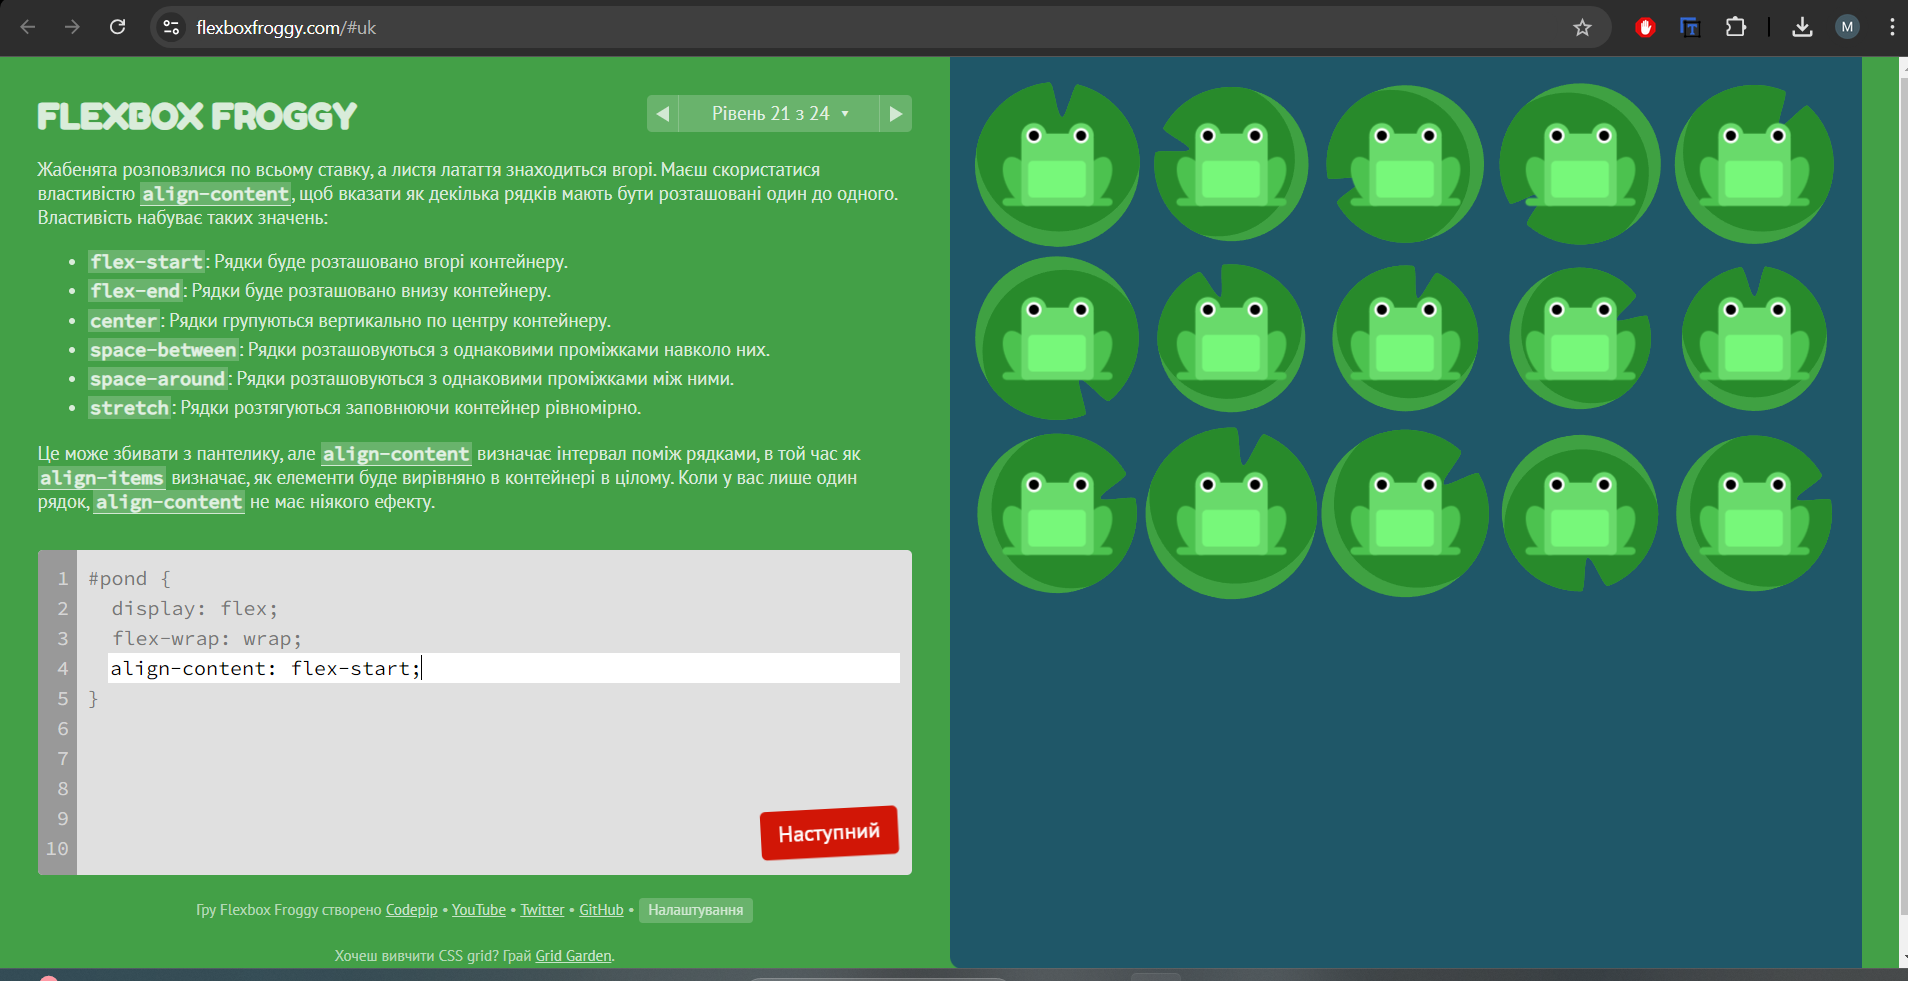 flexboxfroggy.com/#uk
M
FLEXBOX FROGGY
Рівень 21 з 24
Жабенята розповзлися по всьому ставку, а листя латаття знаходиться вгорі. Маєш скористатися
властивістю align-content, щоб вказати як декілька рядків мають бути розташовані один до одного.
Властивість набуває таких значень:
• flex-start: Рядки буде розташовано вгорі контейнеру.
• flex-end: Рядки буде розташовано внизу контейнеру.
• center: Рядки групуються вертикально по центру контейнеру.
• space-between: Рядки розташовуються з однаковими проміжками навколо них.
• space-around: Рядки розташовуються з однаковими проміжками між ними.
• stretch: Рядки розтягуються заповнюючи контейнер рівномірно.
Це може збивати з пантелику, але align-content визначає інтервал поміж рядками, в той час як
align-items визначає, як елементи буде вирівняно в контейнері в цілому. Коли у вас лише один
рядок, align-content не має ніякого ефекту.
1 #pond {
2 display: flex;
3 flex-wrap: wrap;
4 align-content: flex-start;
5 }
6
7
8
9
10
Наступний
Гру Flexbox Froggy створено Codepip • YouTube • Twitter • GitHub • Налаштування
Хочеш вивчити CSS grid? Грай Grid Garden.